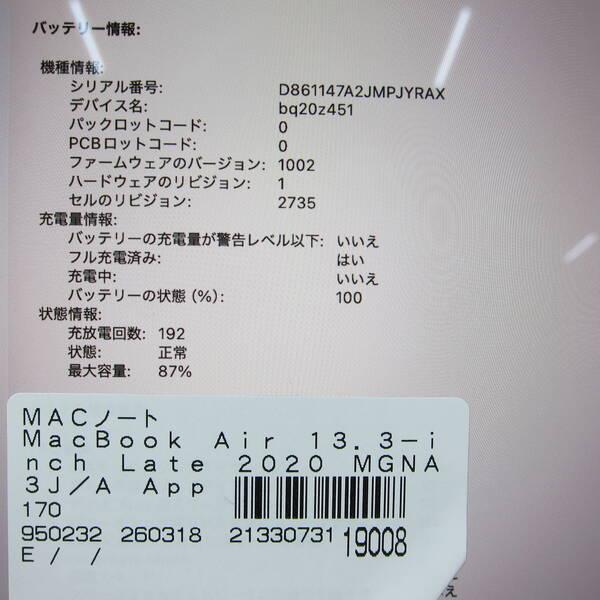 バッテリー情報:
機種情報:
シリアル番号: D861147A2JMPJYRAX
デバイス名: bq20z451
パックロットコード: 0
PCBロットコード: 0
ファームウェアのバージョン: 1002
ハードウェアのリビジョン: 1
セルのリビジョン: 2735
充電量情報:
バッテリーの充電量が警告レベル以下: いいえ
フル充電済み: はい
充電中: いいえ
バッテリーの状態 (%): 100
状態情報:
充放電回数: 192
状態: 正常
最大容量: 87%
MACノート
MacBook Air 13.3-i
nch Late 2020 MGNA
3J/A App
170
950232 260318 21330731 19008
E / /